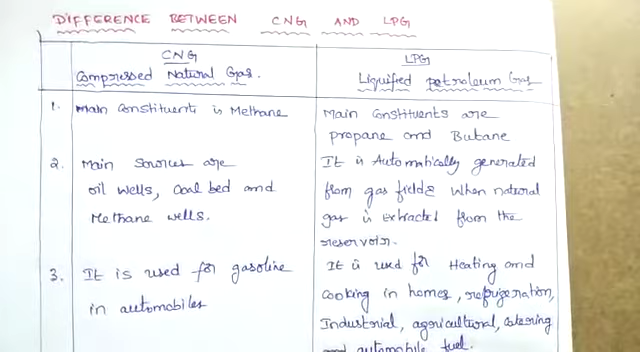 DIFFERENCE BETWEEN CNG AND LPG
CNG
Compressed Natural Gas.
LPG
Liquified petroleum Gas
1. Main Constituent is Methane
Main Constituents are
propane and Butane
2. Main Sources are
oil wells, Coal bed and
Methane wells.
It is Automatically generated
from gas fields when natural
gas is Extracted from the
reservoir.
3. It is used for gasoline
in automobiles
It is used for Heating and
Cooking in homes, refrigeration,
Industrial, agricultural, Catering
and automobile fuel.